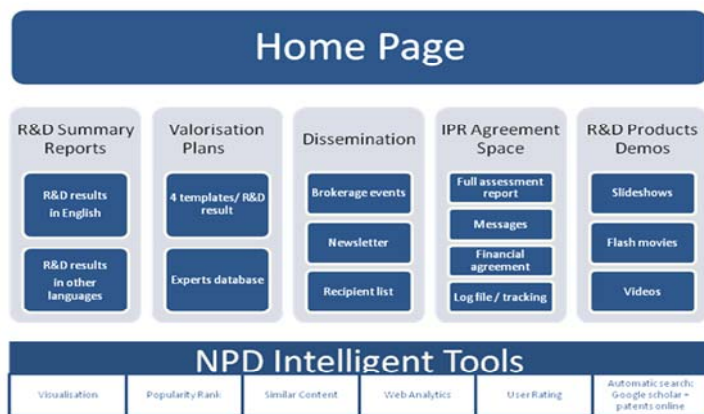 Home Page
R&D Summary
Reports
R&D results
in English
R&D results
in other
languages
Valorisation
Plans
4 templates/ R&D
result
Experts database
Dissemination
Brokerage events
Newsletter
Recipient list
IPR Agreement
Space
Full assessment
report
Messages
Financial
agreement
Log file / tracking
R&D Products
Demos
Slideshows
Flash movies
Videos
NPD Intelligent Tools
Visualisation
Popularity Rank
Similar Content
Web Analytics
User Rating
Automatic search:
Google scholar +
patents online